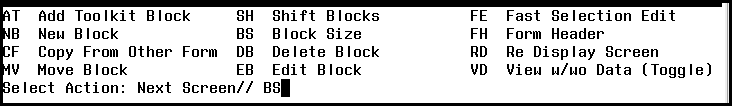 AT  Add Toolkit Block      SH  Shift Blocks           FE  Fast Selection Edit
NB  New Block              BS  Block Size             FH  Form Header
CF  Copy From Other Form   DB  Delete Block           RD  Re Display Screen
MV  Move Block             EB  Edit Block             VD  View w/wo Data (Toggle)
Select Action: Next Screen// BS